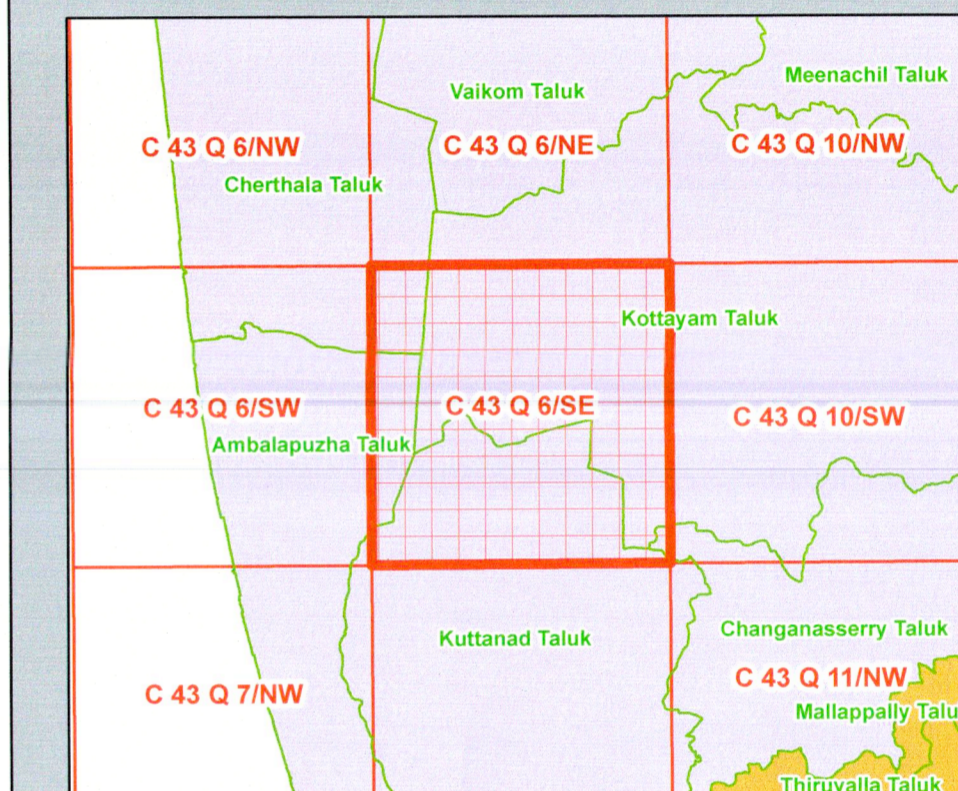 Meenachil Taluk
Vaikom Taluk
C 43 Q 6/NW
C 43 Q 6/NE
C 43 Q 10/NW
Cherthala Taluk
Kottayam Taluk
C 43 Q 6/SW
C 43 Q 6/SE
C 43 Q 10/SW
Ambalapuzha Taluk
Kuttanad Taluk
Changanasserry Taluk
C 43 Q 7/NW
C 43 Q 11/NW
Mallappally Talu
Thiruvalla Taluk